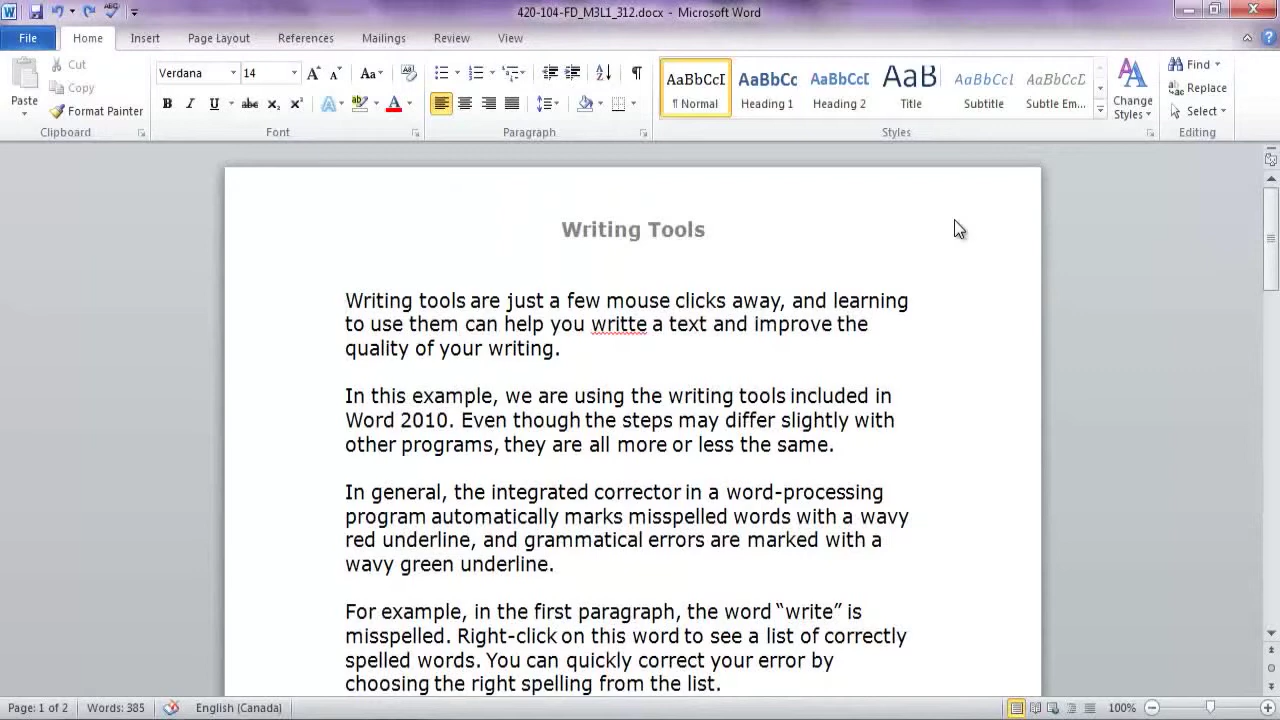 420-104-FD_M3L1_312.docx - Microsoft Word
File Home Insert Page Layout References Mailings Review View
Paste
Cut
Copy
Format Painter
Clipboard
Verdana 14
Font
Paragraph
AaBbCcI AaBbCc AaBbCcD AaB AaBbCcI AaBbCcD
¶ Normal Heading 1 Heading 2 Title Subtitle Subtle Em...
Styles
Change Styles
Find
Replace
Select
Editing
Writing Tools
Writing tools are just a few mouse clicks away, and learning
to use them can help you writte a text and improve the
quality of your writing.
In this example, we are using the writing tools included in
Word 2010. Even though the steps may differ slightly with
other programs, they are all more or less the same.
In general, the integrated corrector in a word-processing
program automatically marks misspelled words with a wavy
red underline, and grammatical errors are marked with a
wavy green underline.
For example, in the first paragraph, the word “write” is
misspelled. Right-click on this word to see a list of correctly
spelled words. You can quickly correct your error by
choosing the right spelling from the list.
Page: 1 of 2 Words: 385 English (Canada) 100%